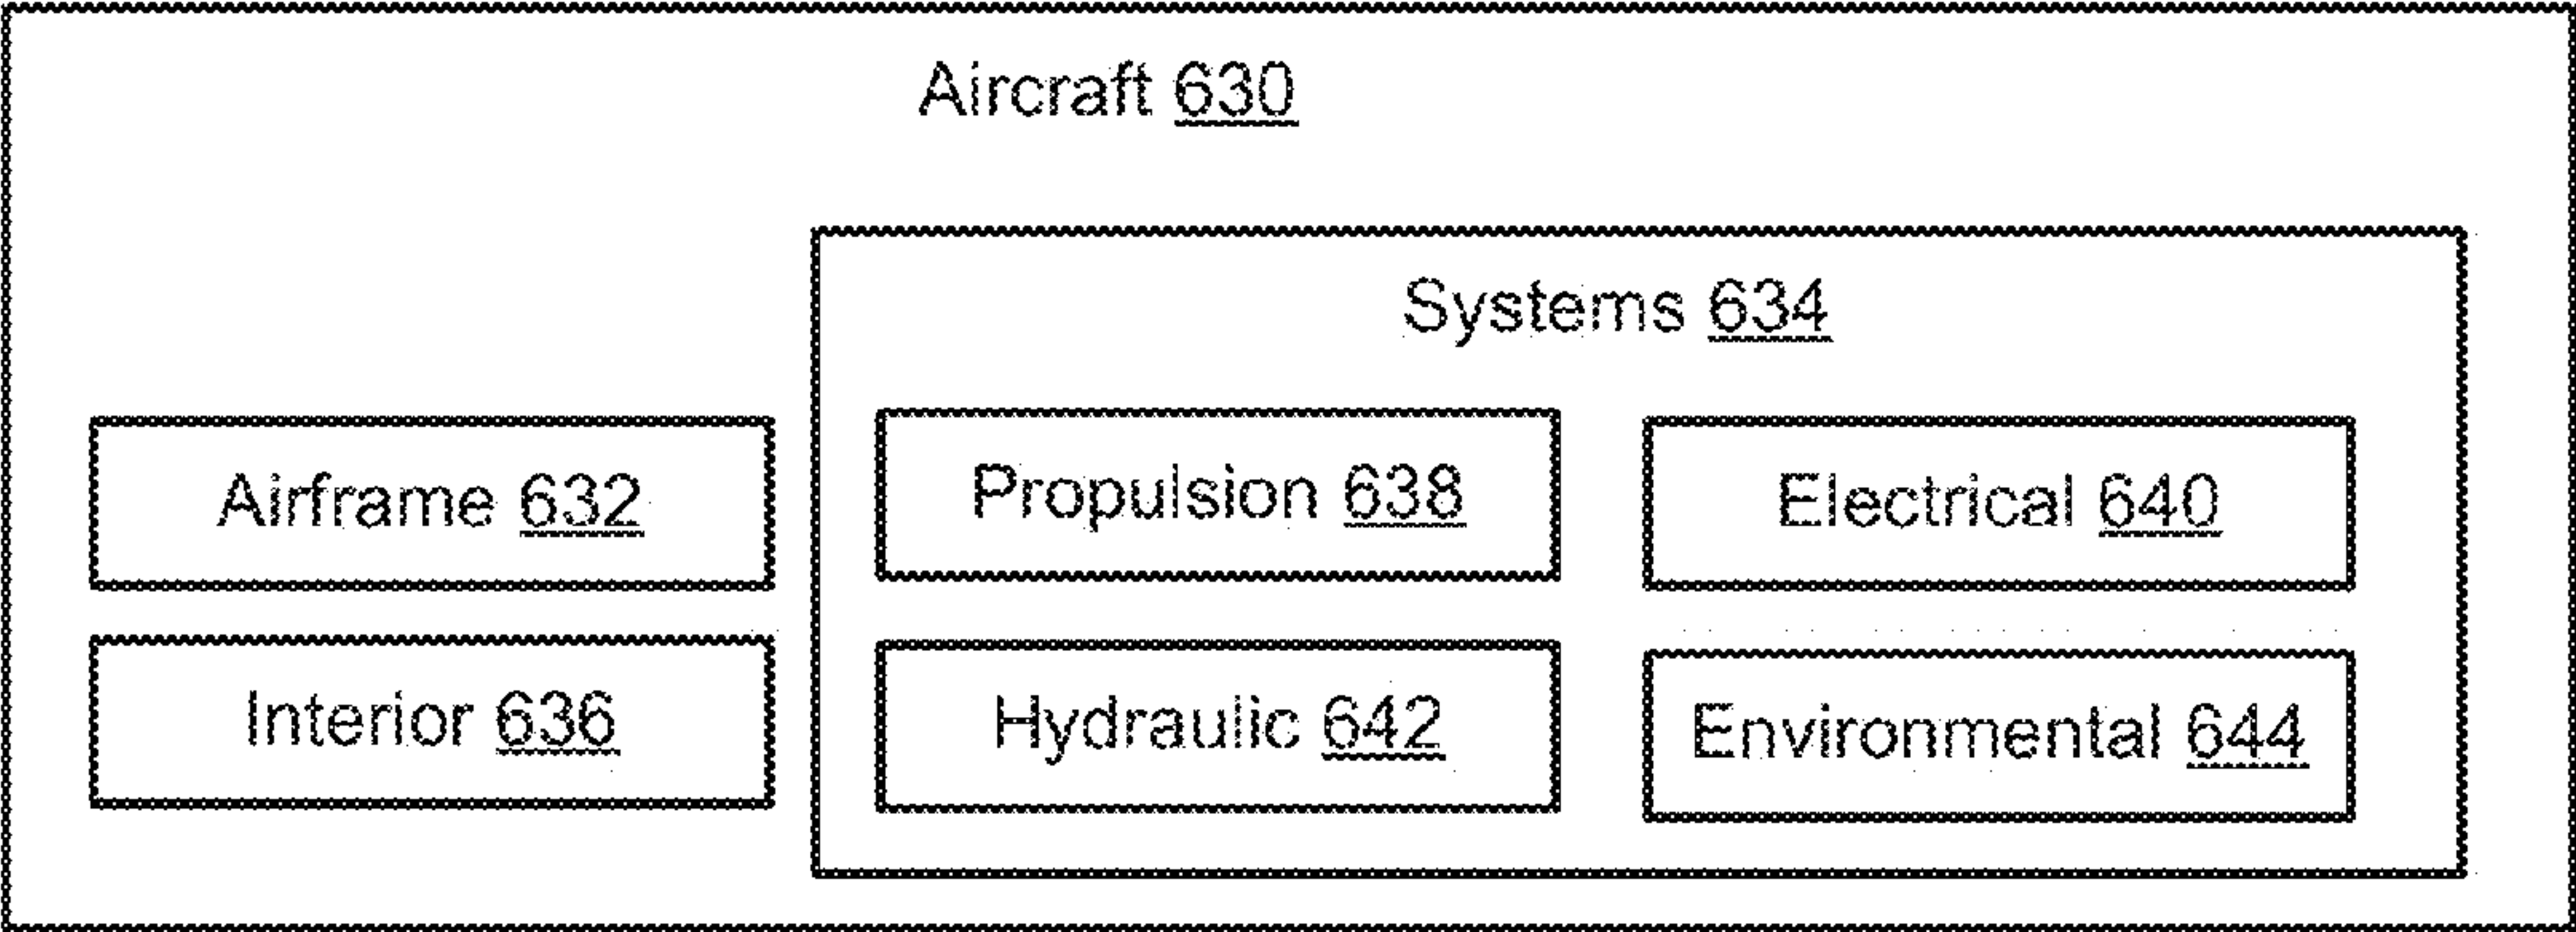 Aircraft 630
Systems 634
Airframe 632
Propulsion 638
Electrical 640
Interior 636
Hydraulic 642
Environmental 644